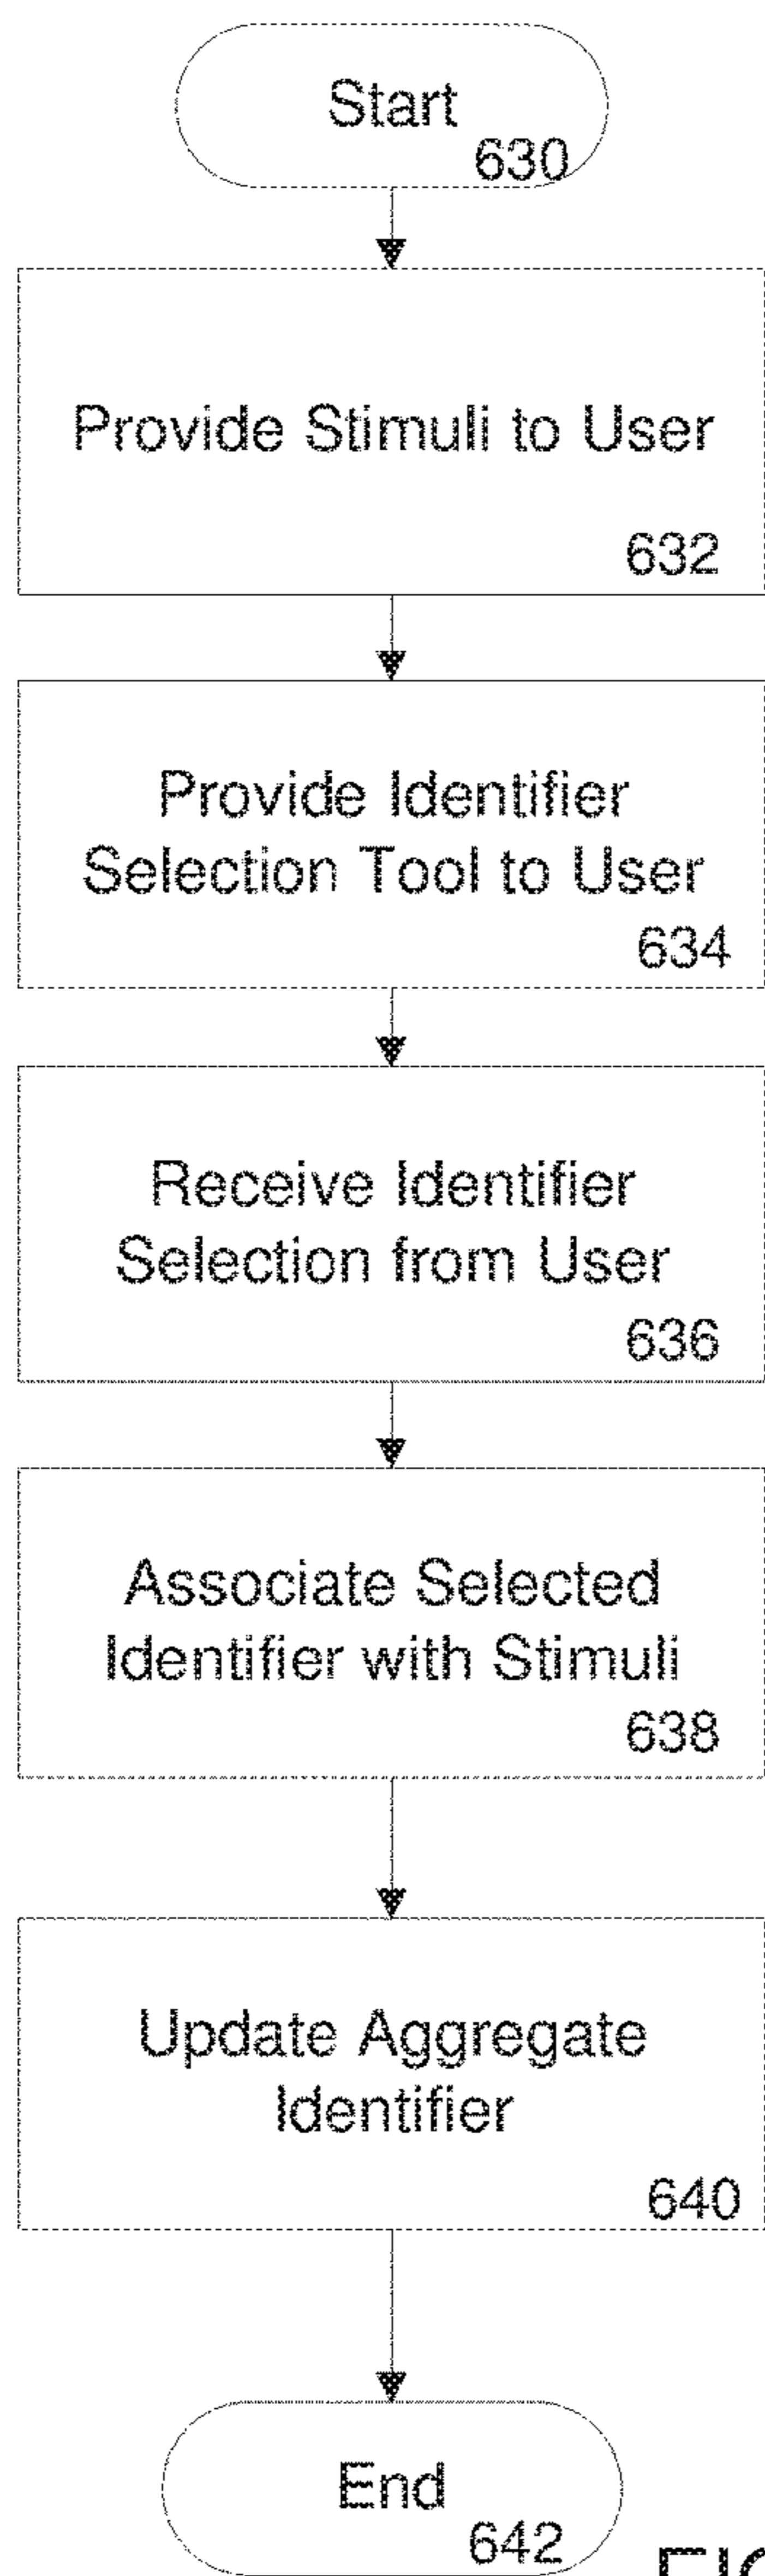 Start
630
Provide Stimuli to User
632
Provide Identifier
Selection Tool to User
634
Receive Identifier
Selection from User
636
Associate Selected
Identifier with Stimuli
638
Update Aggregate
Identifier
640
End
642